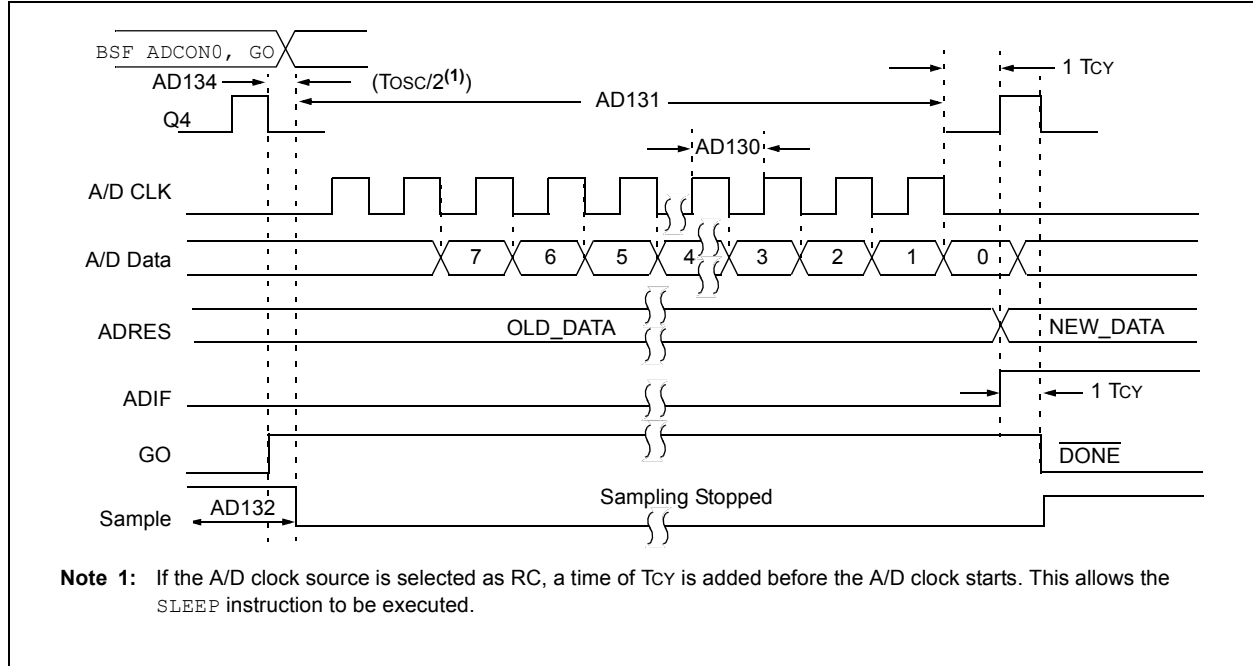 BSF ADCON0, GO
AD134
(TOSC/2(1))
AD131
1 TCY
Q4
AD130
A/D CLK
A/D Data
7 6 5 4 3 2 1 0
ADRES
OLD_DATA
NEW_DATA
ADIF
1 TCY
GO
DONE
Sampling Stopped
Sample
AD132
Note 1: If the A/D clock source is selected as RC, a time of TCY is added before the A/D clock starts. This allows the
SLEEP instruction to be executed.